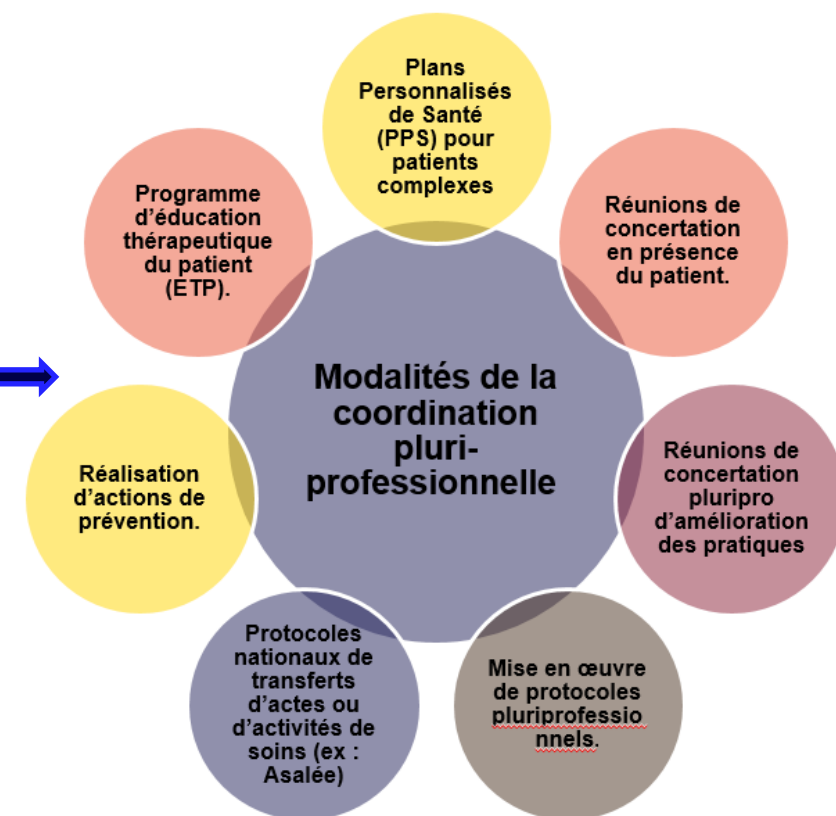 Plans
Personnalisés
de Santé
(PPS) pour
patients
complexes
Programme
d'éducation
thérapeutique
du patient
(ETP).
Réunions de
concertation
en présence
du patient.
Modalités de la
coordination
pluri-
professionnelle
Réalisation
d'actions de
prévention.
Réunions de
concertation
pluripro
d'amélioration
des pratiques
Protocoles
nationaux de
transferts
d'actes ou
d'activités de
soins (ex :
Asalée)
Mise en œuvre
de protocoles
pluriprofessio
nnels.